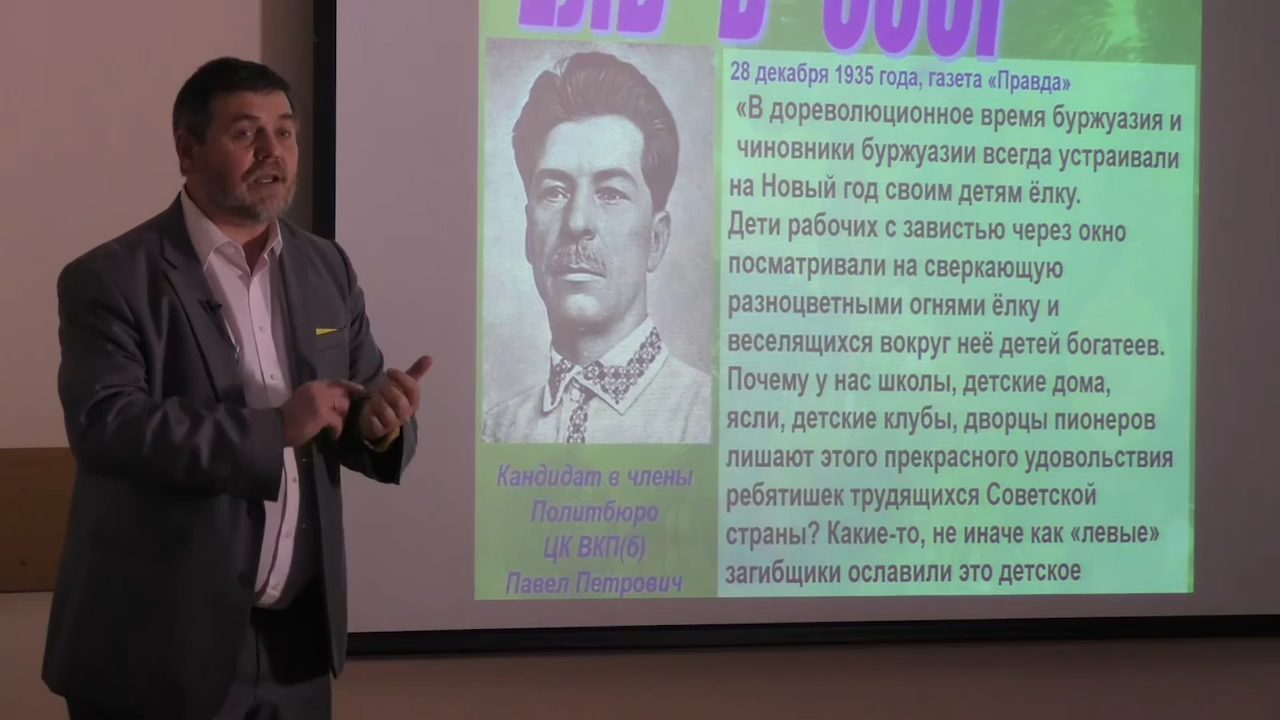 ЕЛЬ В СССР
28 декабря 1935 года, газета «Правда»
«В дореволюционное время буржуазия и
чиновники буржуазии всегда устраивали
на Новый год своим детям ёлку.
Дети рабочих с завистью через окно
посматривали на сверкающую
разноцветными огнями ёлку и
веселящихся вокруг неё детей богатеев.
Почему у нас школы, детские дома,
ясли, детские клубы, дворцы пионеров
лишают этого прекрасного удовольствия
ребятишек трудящихся Советской
страны? Какие-то, не иначе как «левые»
загибщики ославили это детское
Кандидат в члены
Политбюро
ЦК ВКП(б)
Павел Петрович